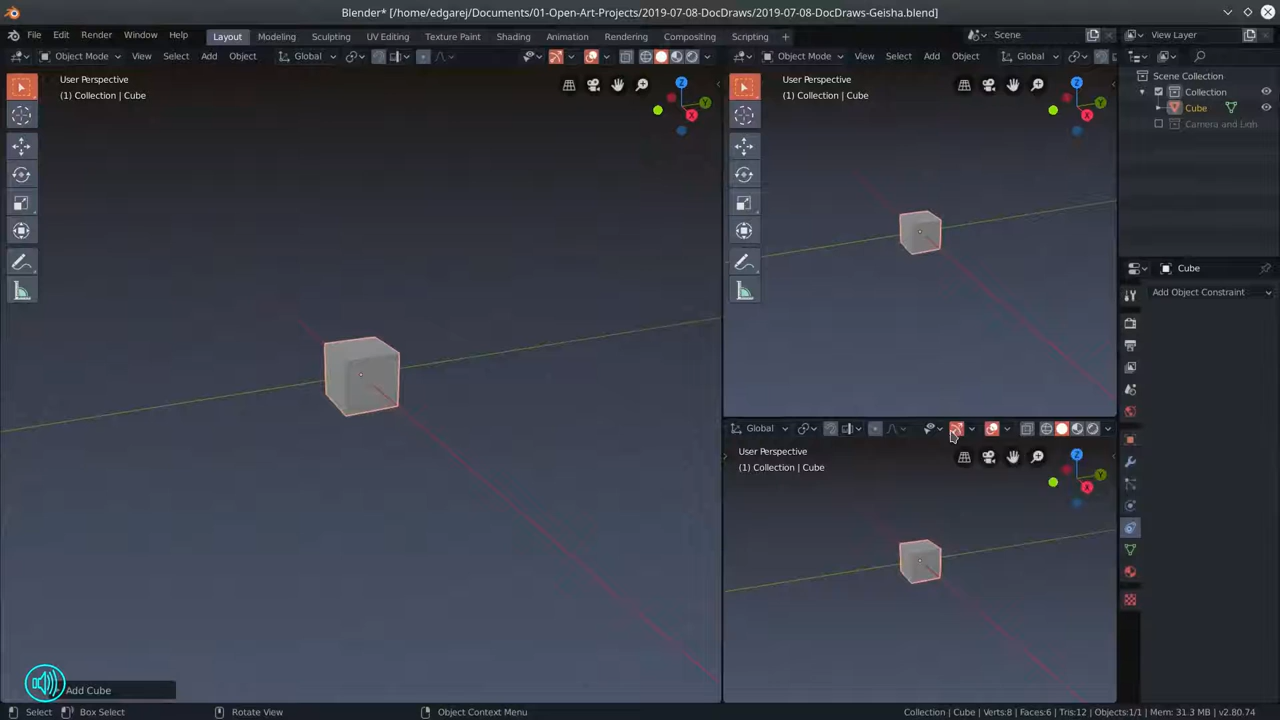 Blender* [/home/edgarej/Documents/01-Open-Art-Projects/2019-07-08-DocDraws/2019-07-08-DocDraws-Geisha.blend]
File Edit Render Window Help Layout Modeling Sculpting UV Editing Texture Paint Shading Animation Rendering Compositing Scripting + Scene View Layer
Object Mode View Select Add Object Global
User Perspective
(1) Collection | Cube
Z Y X
Object Mode View Select Add Object Global
User Perspective
(1) Collection | Cube
Z Y X
Scene Collection
Collection
Cube
Camera and Ligh
Cube
Add Object Constraint
Global
User Perspective
(1) Collection | Cube
Z Y X
Add Cube
Select Box Select Rotate View Object Context Menu Collection | Cube | Verts:8 | Faces:6 | Tris:12 | Objects:1/1 | Mem: 31.3 MB | v2.80.74